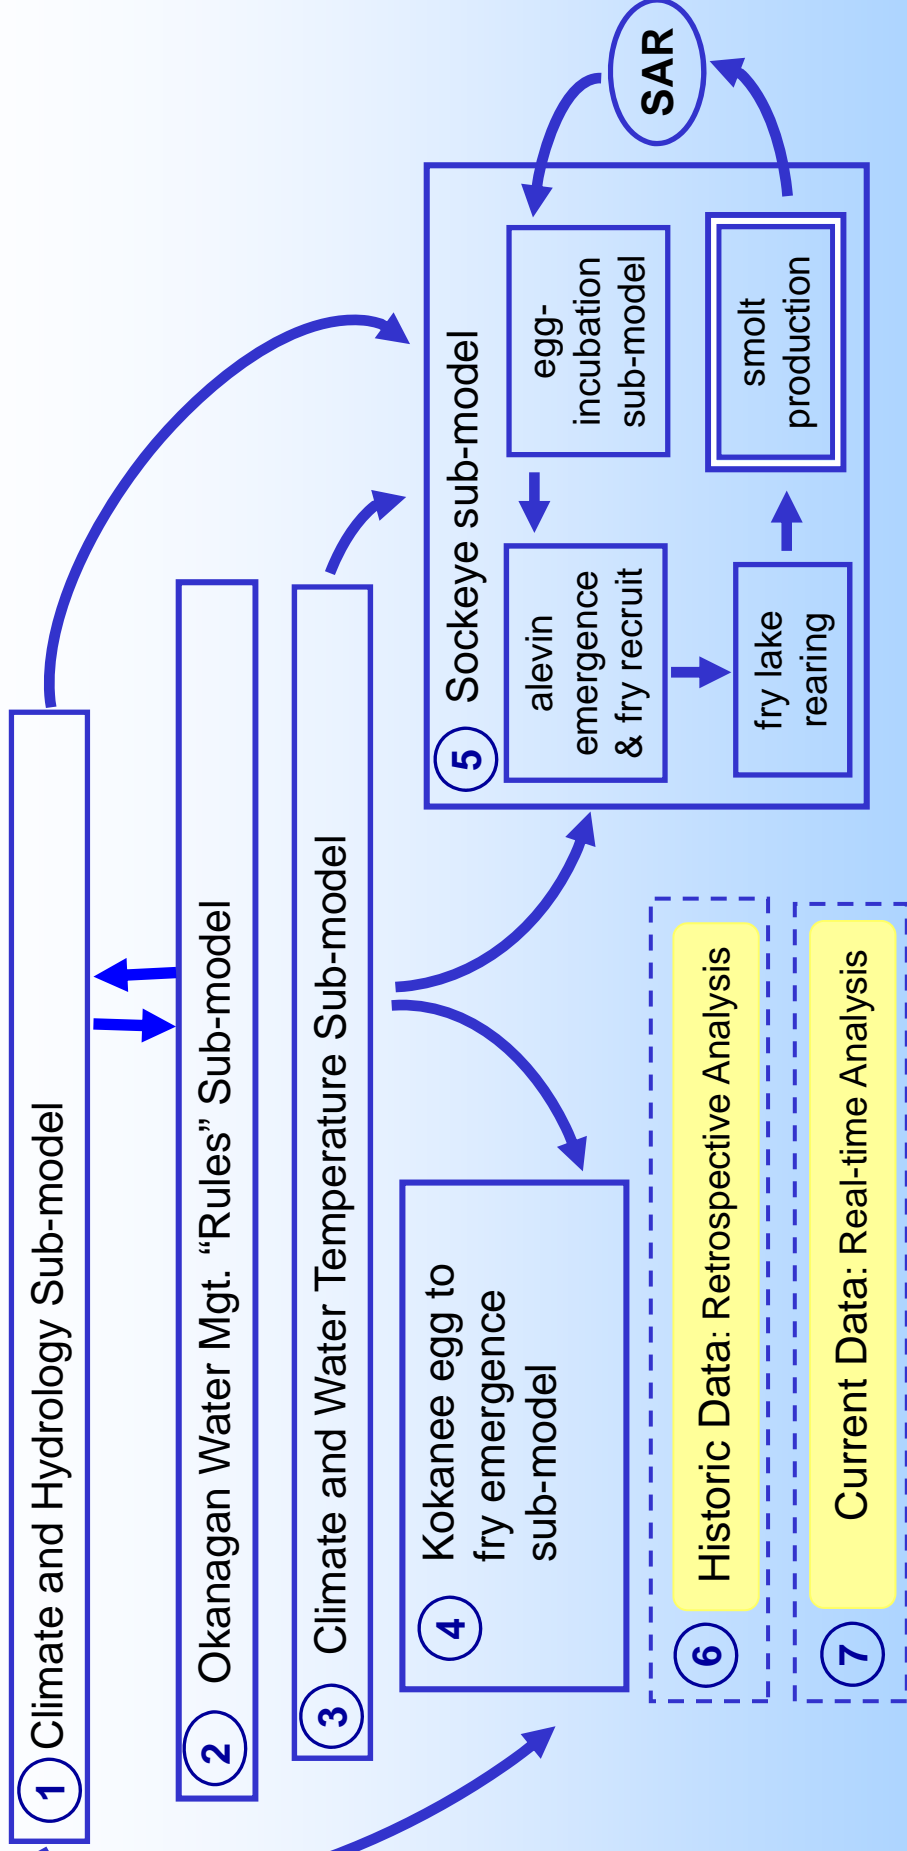 1 Climate and Hydrology Sub-model
2 Okanagan Water Mgt. “Rules” Sub-model
3 Climate and Water Temperature Sub-model
4 Kokanee egg to
fry emergence
sub-model
5 Sockeye sub-model
egg-
incubation
sub-model
alevin
emergence
& fry recruit
fry lake
rearing
smolt
production
SAR
6 Historic Data: Retrospective Analysis
7 Current Data: Real-time Analysis